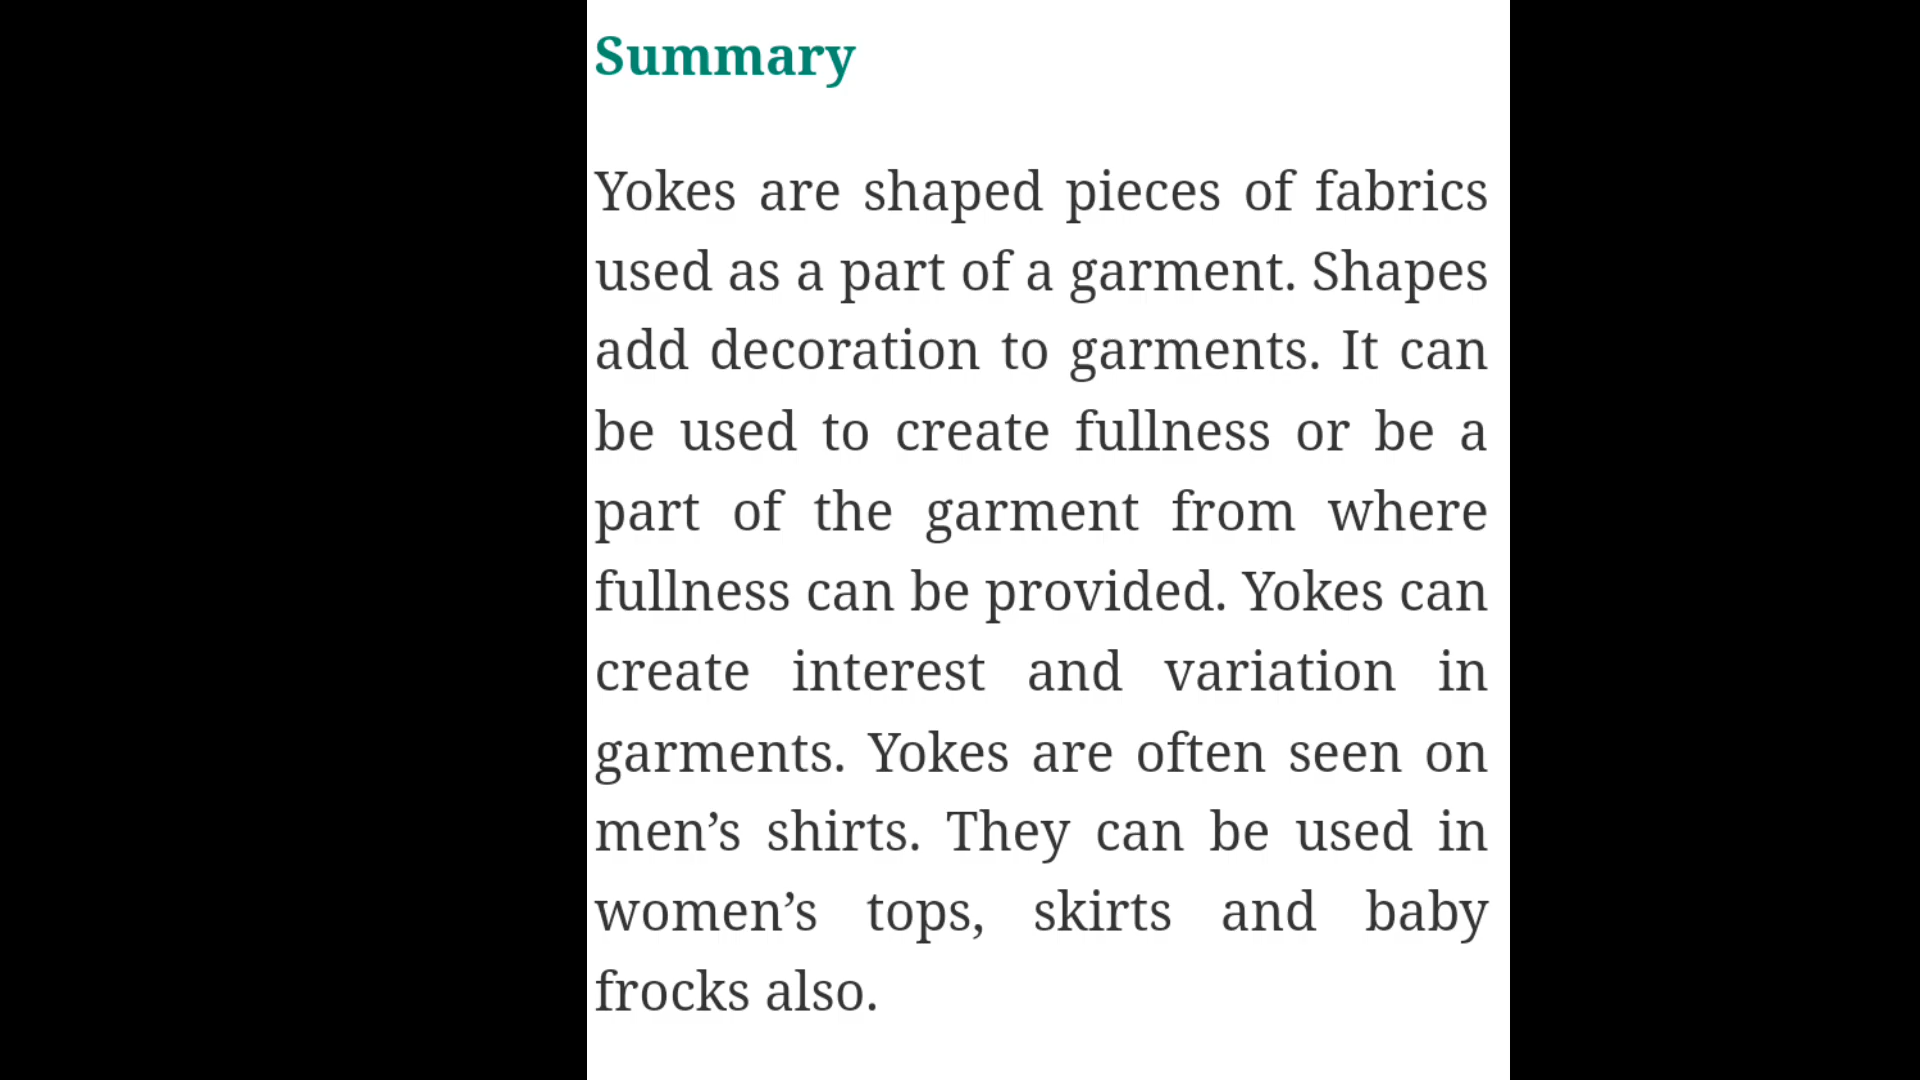 Summary
Yokes are shaped pieces of fabrics
used as a part of a garment. Shapes
add decoration to garments. It can
be used to create fullness or be a
part of the garment from where
fullness can be provided. Yokes can
create interest and variation in
garments. Yokes are often seen on
men’s shirts. They can be used in
women’s tops, skirts and baby
frocks also.